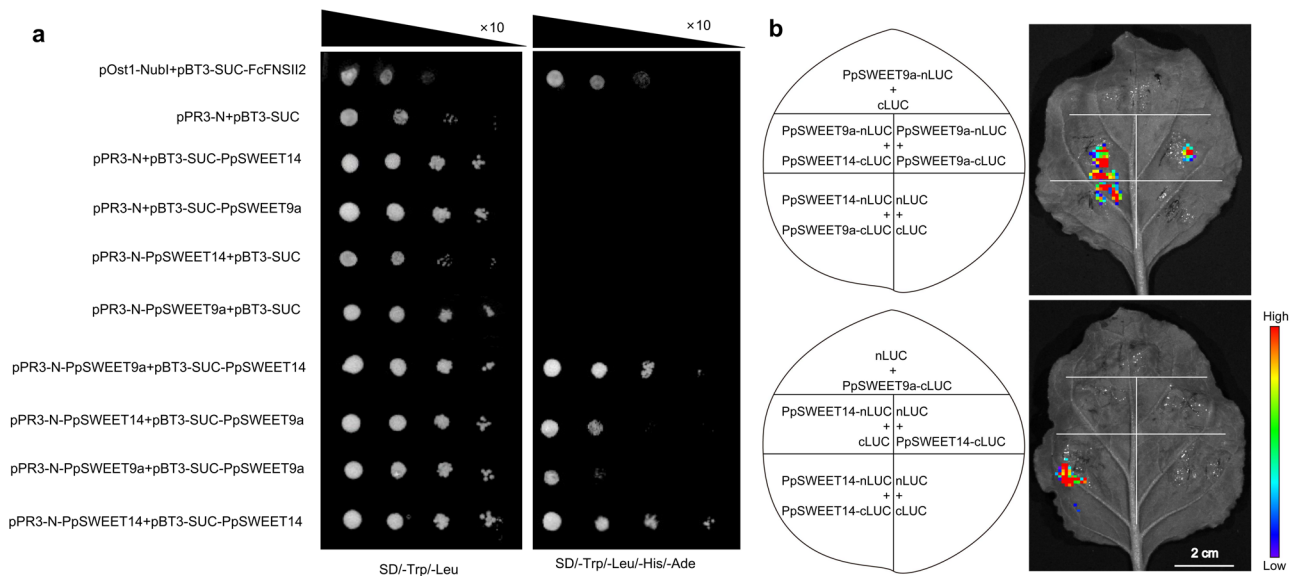 a
×10
×10
pOst1-NubI+pBT3-SUC-FcFNSII2
pPR3-N+pBT3-SUC
pPR3-N+pBT3-SUC-PpSWEET14
pPR3-N+pBT3-SUC-PpSWEET9a
pPR3-N-PpSWEET14+pBT3-SUC
pPR3-N-PpSWEET9a+pBT3-SUC
pPR3-N-PpSWEET9a+pBT3-SUC-PpSWEET14
pPR3-N-PpSWEET14+pBT3-SUC-PpSWEET9a
pPR3-N-PpSWEET9a+pBT3-SUC-PpSWEET9a
pPR3-N-PpSWEET14+pBT3-SUC-PpSWEET14
SD/-Trp/-Leu
SD/-Trp/-Leu/-His/-Ade
b
PpSWEET9a-nLUC
+
cLUC
PpSWEET9a-nLUC
+
PpSWEET14-cLUC
PpSWEET9a-nLUC
+
PpSWEET9a-cLUC
PpSWEET14-nLUC
+
PpSWEET9a-cLUC
nLUC
+
cLUC
nLUC
+
PpSWEET9a-cLUC
PpSWEET14-nLUC
+
cLUC
nLUC
+
PpSWEET14-cLUC
PpSWEET14-nLUC
+
PpSWEET14-cLUC
nLUC
+
cLUC
High
Low
2 cm